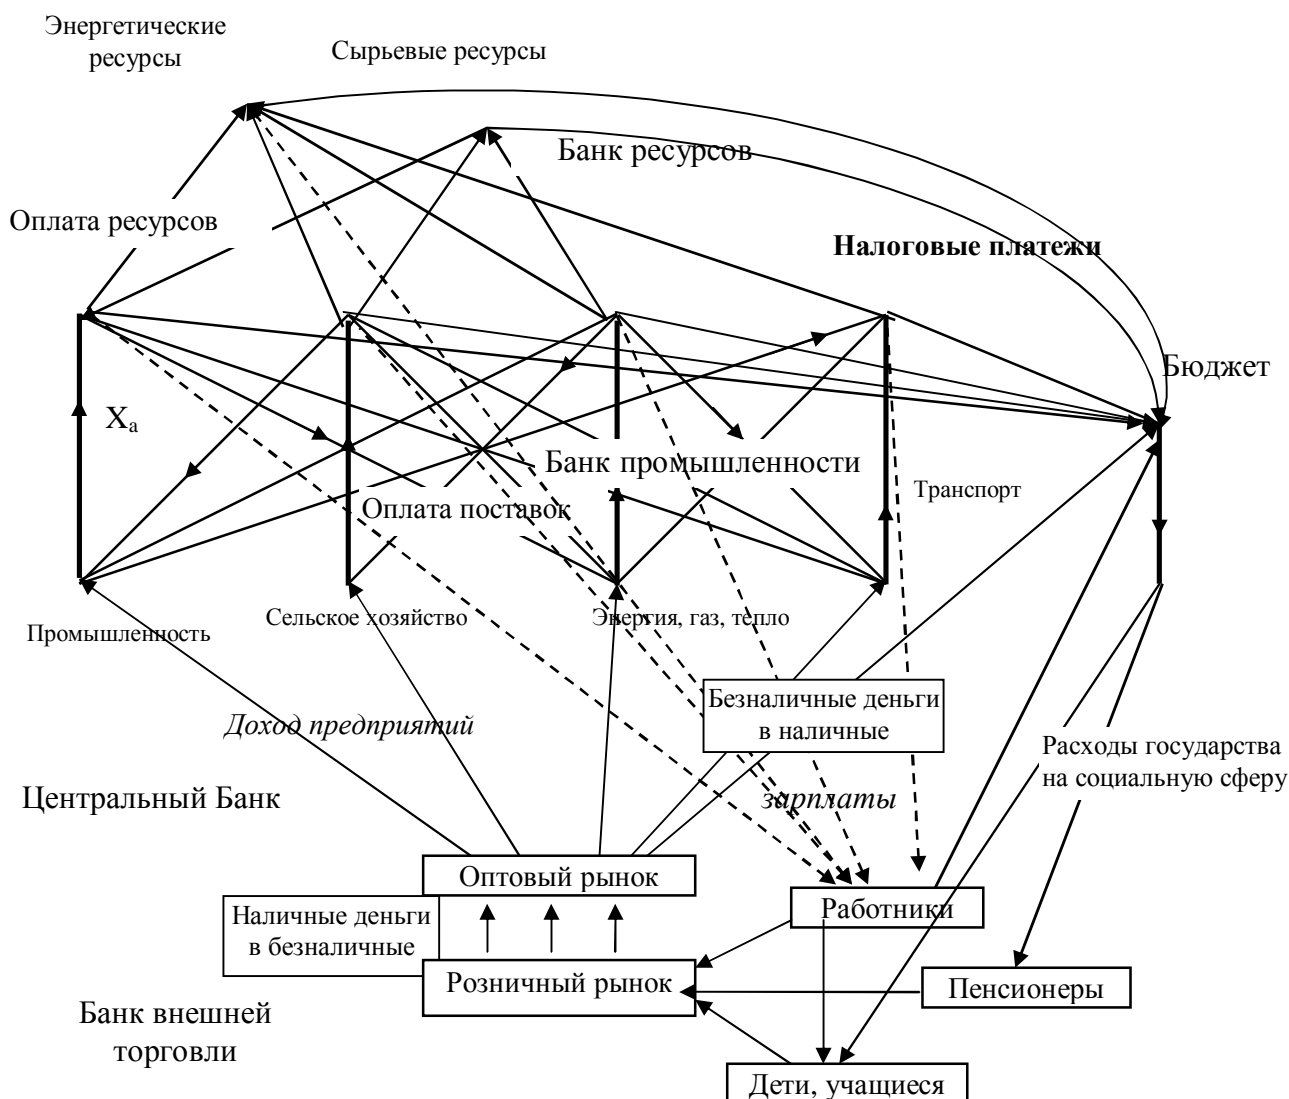 Энергетические
ресурсы
Сырьевые ресурсы
Банк ресурсов
Оплата ресурсов
Налоговые платежи
Бюджет
Xа
Банк промышленности
Транспорт
Оплата поставок
Сельское хозяйство
Энергия, газ, тепло
Промышленность
Безналичные деньги
в наличные
Доход предприятий
Расходы государства
на социальную сферу
Центральный Банк
зарплаты
Оптовый рынок
Работники
Наличные деньги
в безналичные
Розничный рынок
Пенсионеры
Банк внешней
торговли
Дети, учащиеся